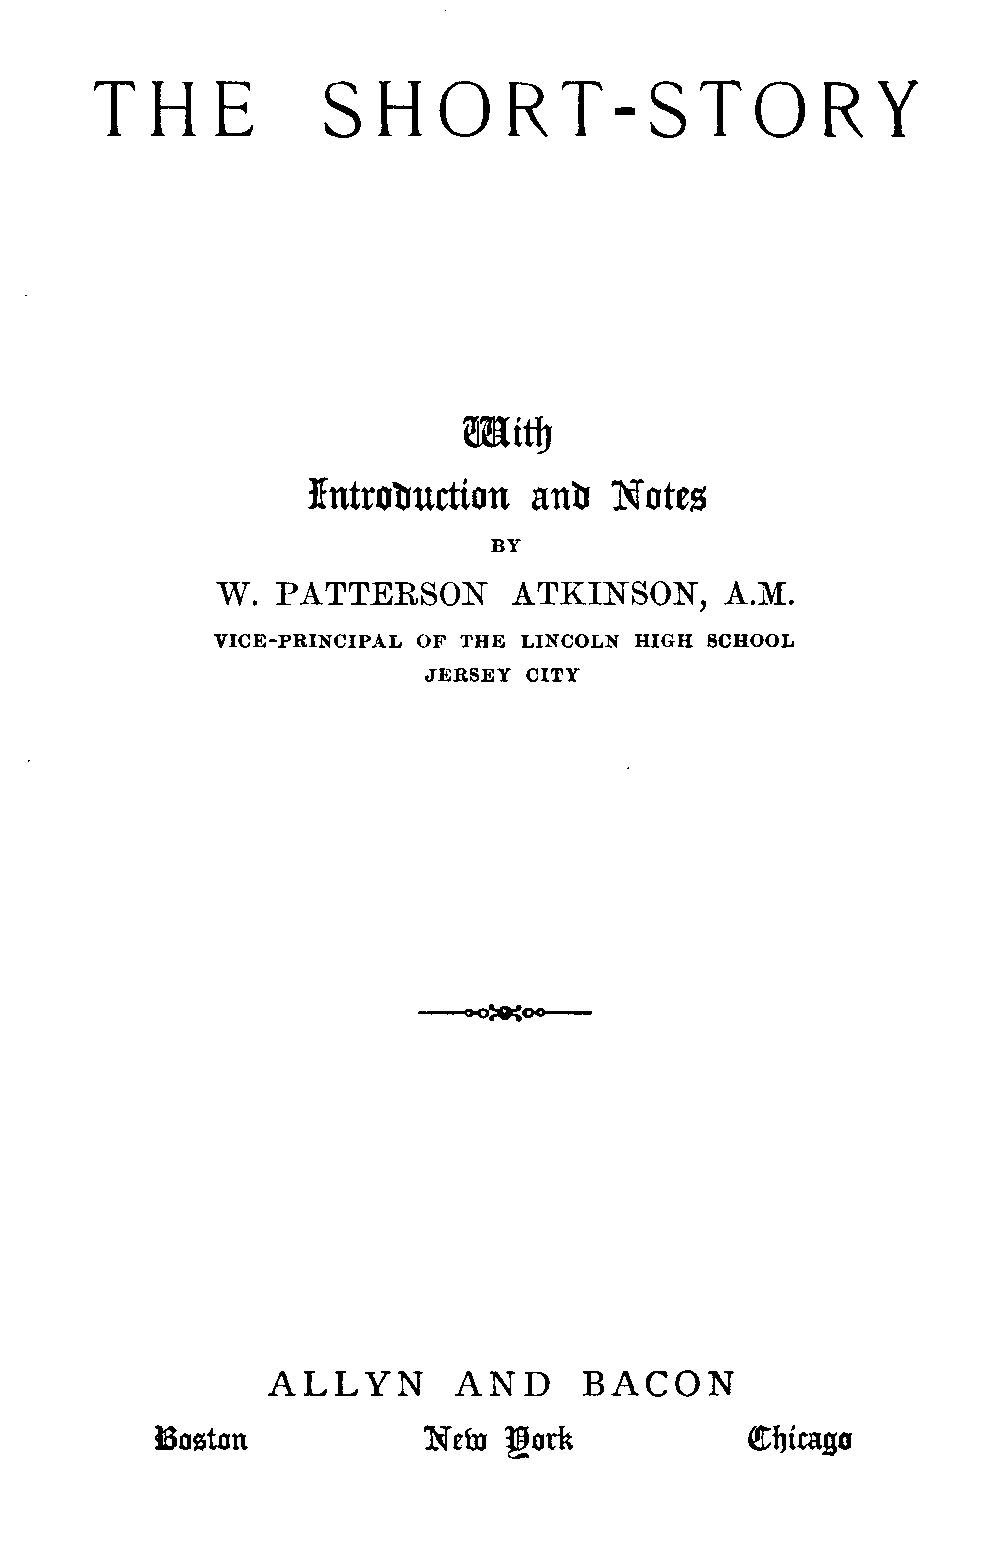 THE SHORT-STORY
With
Introduction and Notes
BY
W. PATTERSON ATKINSON, A.M.
VICE-PRINCIPAL OF THE LINCOLN HIGH SCHOOL
JERSEY CITY
ALLYN AND BACON
Boston New York Chicago